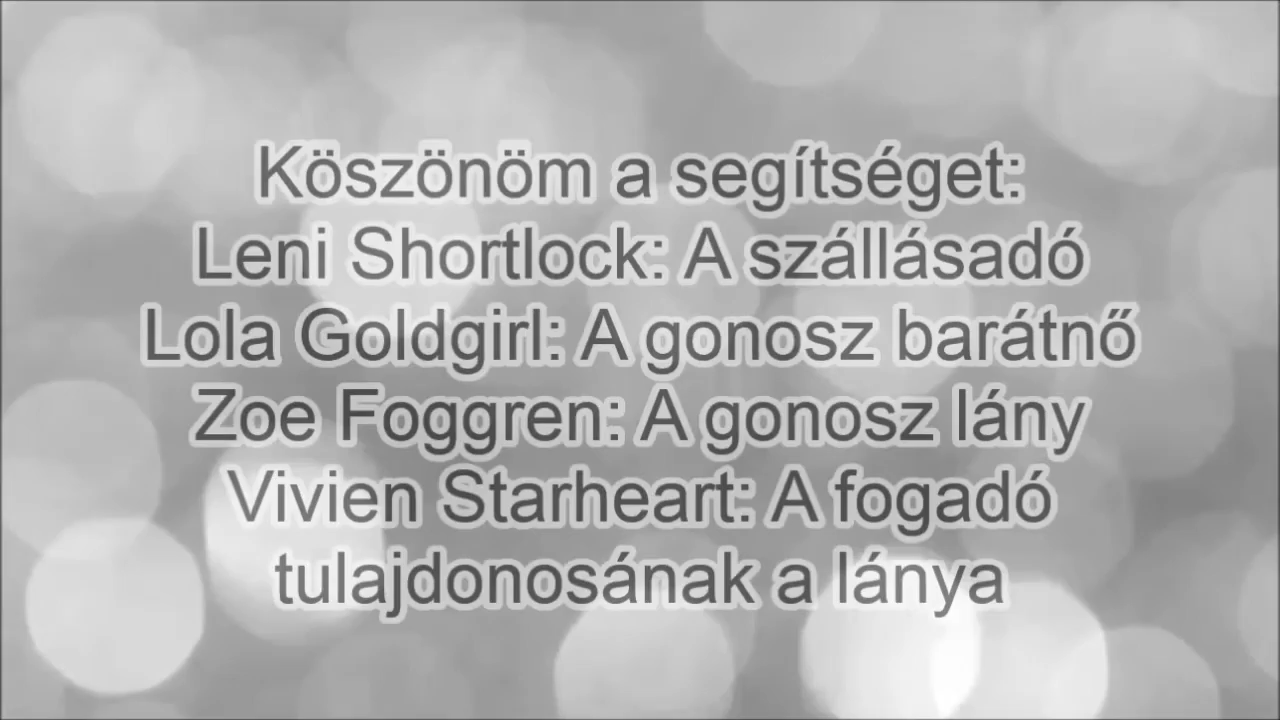 Köszönöm a segítséget:
Leni Shortlock: A szállásadó
Lola Goldgirl: A gonosz barátnő
Zoe Foggren: A gonosz lány
Vivien Starheart: A fogadó
tulajdonosának a lánya